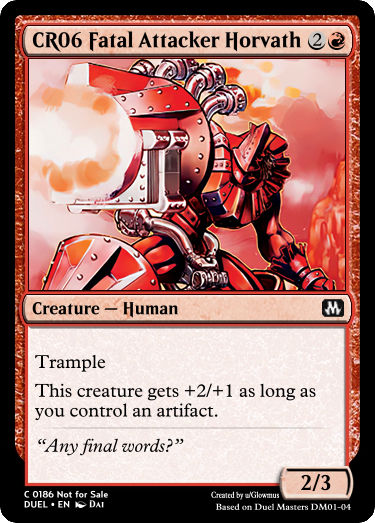 CR06 Fatal Attacker Horvath 2
Creature — Human
Trample
This creature gets +2/+1 as long as
you control an artifact.
“Any final words?”
2/3
C 0186 Not for Sale
DUEL • EN Dai
Created by u/Glowmus
Based on Duel Masters DM01-04